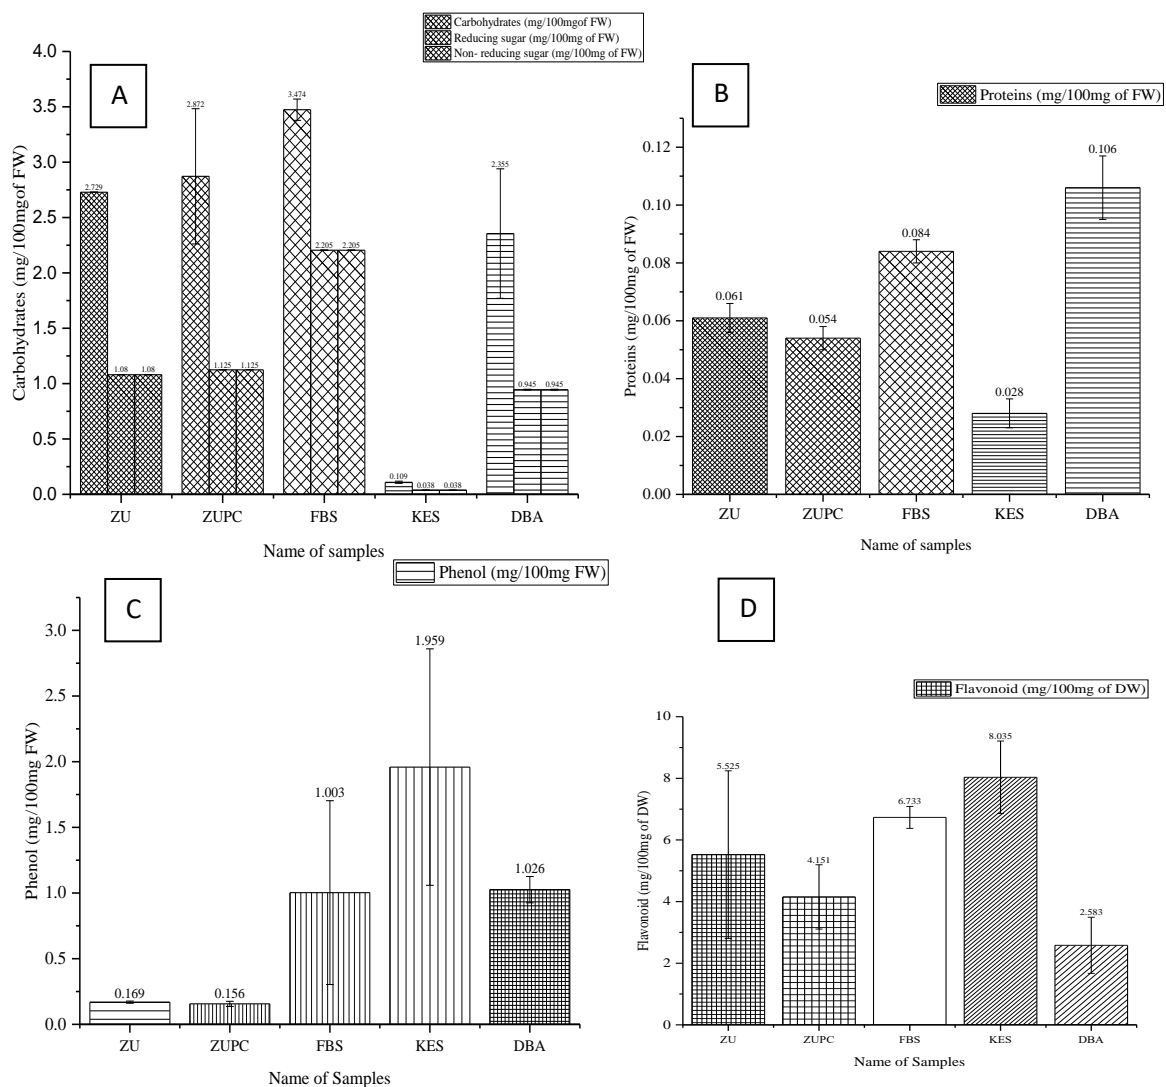 Carbohydrates (mg/100mgof FW)
Reducing sugar (mg/100mg of FW)
Non- reducing sugar (mg/100mg of FW)
A
Carbohydrates (mg/100mgof FW)
4.0
3.5
3.0
2.5
2.0
1.5
1.0
0.5
0.0
2.729
1.08
1.08
2.872
1.125
1.125
3.474
2.205
2.205
0.109
0.038
0.038
2.355
0.945
0.945
ZU
ZUPC
FBS
KES
DBA
Name of samples
B
Proteins (mg/100mg of FW)
Proteins (mg/100mg of FW)
0.12
0.10
0.08
0.06
0.04
0.02
0.00
0.061
0.054
0.084
0.028
0.106
ZU
ZUPC
FBS
KES
DBA
Name of samples
C
Phenol (mg/100mg FW)
Phenol (mg/100mg FW)
3.0
2.5
2.0
1.5
1.0
0.5
0.0
0.169
0.156
1.003
1.959
1.026
ZU
ZUPC
FBS
KES
DBA
Name of Samples
D
Flavonoid (mg/100mg of DW)
Flavonoid (mg/100mg of DW)
10
8
6
4
2
0
5.525
4.151
6.733
8.035
2.583
ZU
ZUPC
FBS
KES
DBA
Name of Samples